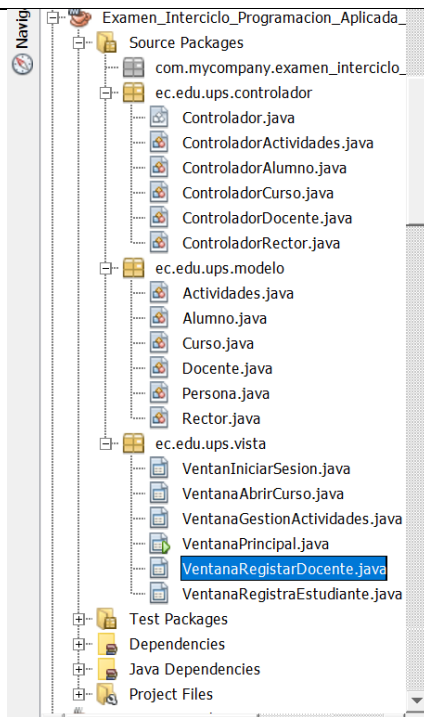 Navig
Examen_Interciclo_Programacion_Aplicada_
Source Packages
com.mycompany.examen_interciclo_
ec.edu.ups.controlador
Controlador.java
ControladorActividades.java
ControladorAlumno.java
ControladorCurso.java
ControladorDocente.java
ControladorRector.java
ec.edu.ups.modelo
Actividades.java
Alumno.java
Curso.java
Docente.java
Persona.java
Rector.java
ec.edu.ups.vista
VentanIniciarSesion.java
VentanaAbrirCurso.java
VentanaGestionActividades.java
VentanaPrincipal.java
VentanaRegistarDocente.java
VentanaRegistraEstudiante.java
Test Packages
Dependencies
Java Dependencies
Project Files